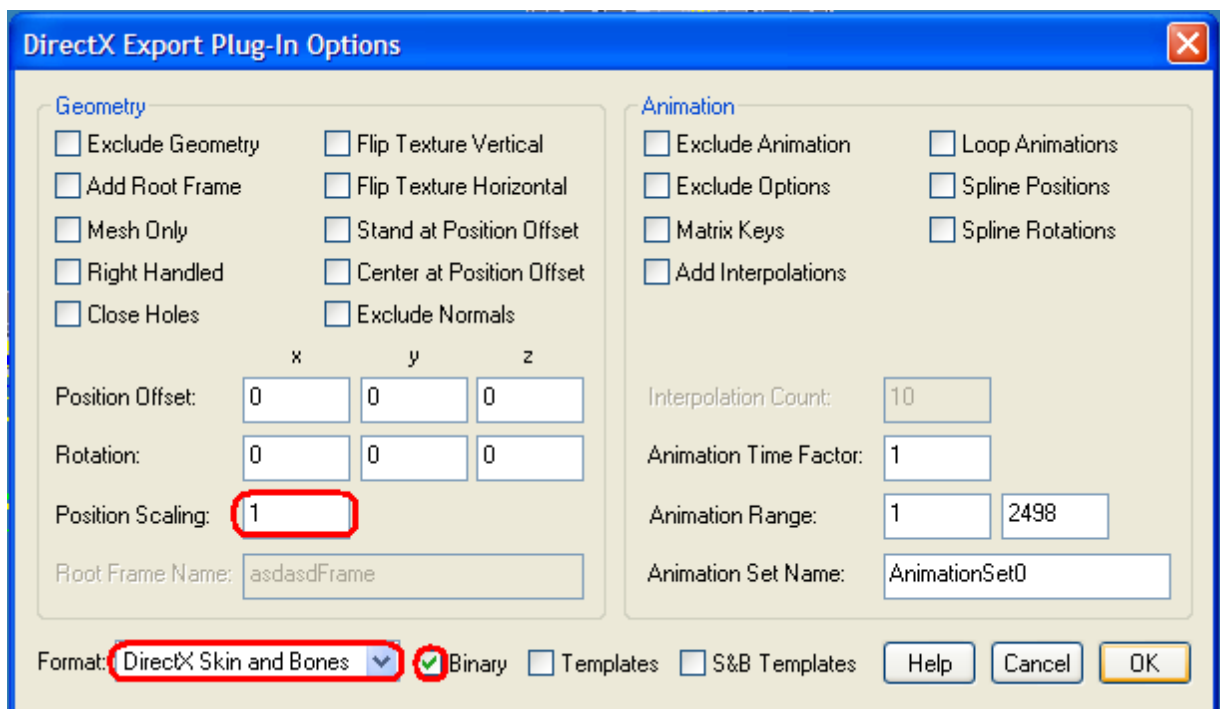 DirectX Export Plug-In Options
Geometry
Exclude Geometry Flip Texture Vertical
Add Root Frame Flip Texture Horizontal
Mesh Only Stand at Position Offset
Right Handled Center at Position Offset
Close Holes Exclude Normals
x y z
Position Offset: 0 0 0
Rotation: 0 0 0
Position Scaling: 1
Root Frame Name: asdasdFrame
Animation
Exclude Animation Loop Animations
Exclude Options Spline Positions
Matrix Keys Spline Rotations
Add Interpolations
Interpolation Count: 10
Animation Time Factor: 1
Animation Range: 1 2498
Animation Set Name: AnimationSet0
Format: DirectX Skin and Bones Binary Templates S&B Templates Help Cancel OK